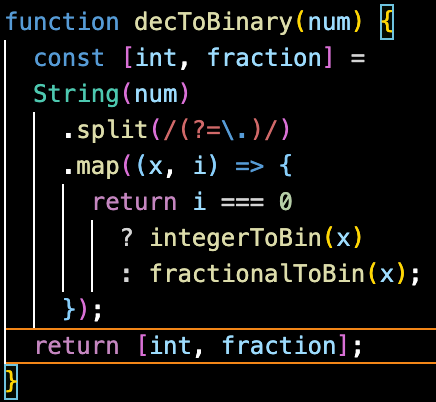 function decToBinary(num) {
  const [int, fraction] =
  String(num)
    .split(/(?=\.)/)
    .map((x, i) => {
      return i === 0
        ? integerToBin(x)
        : fractionalToBin(x);
    });
  return [int, fraction];
}